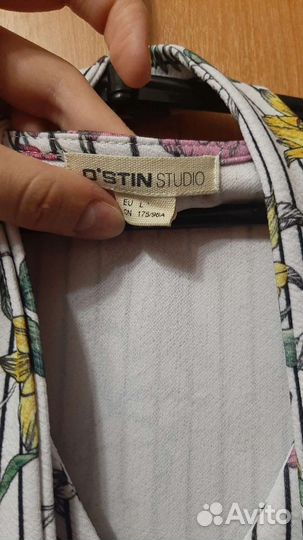 O'STIN STUDIO
EU L
CN 175/96A
Avito